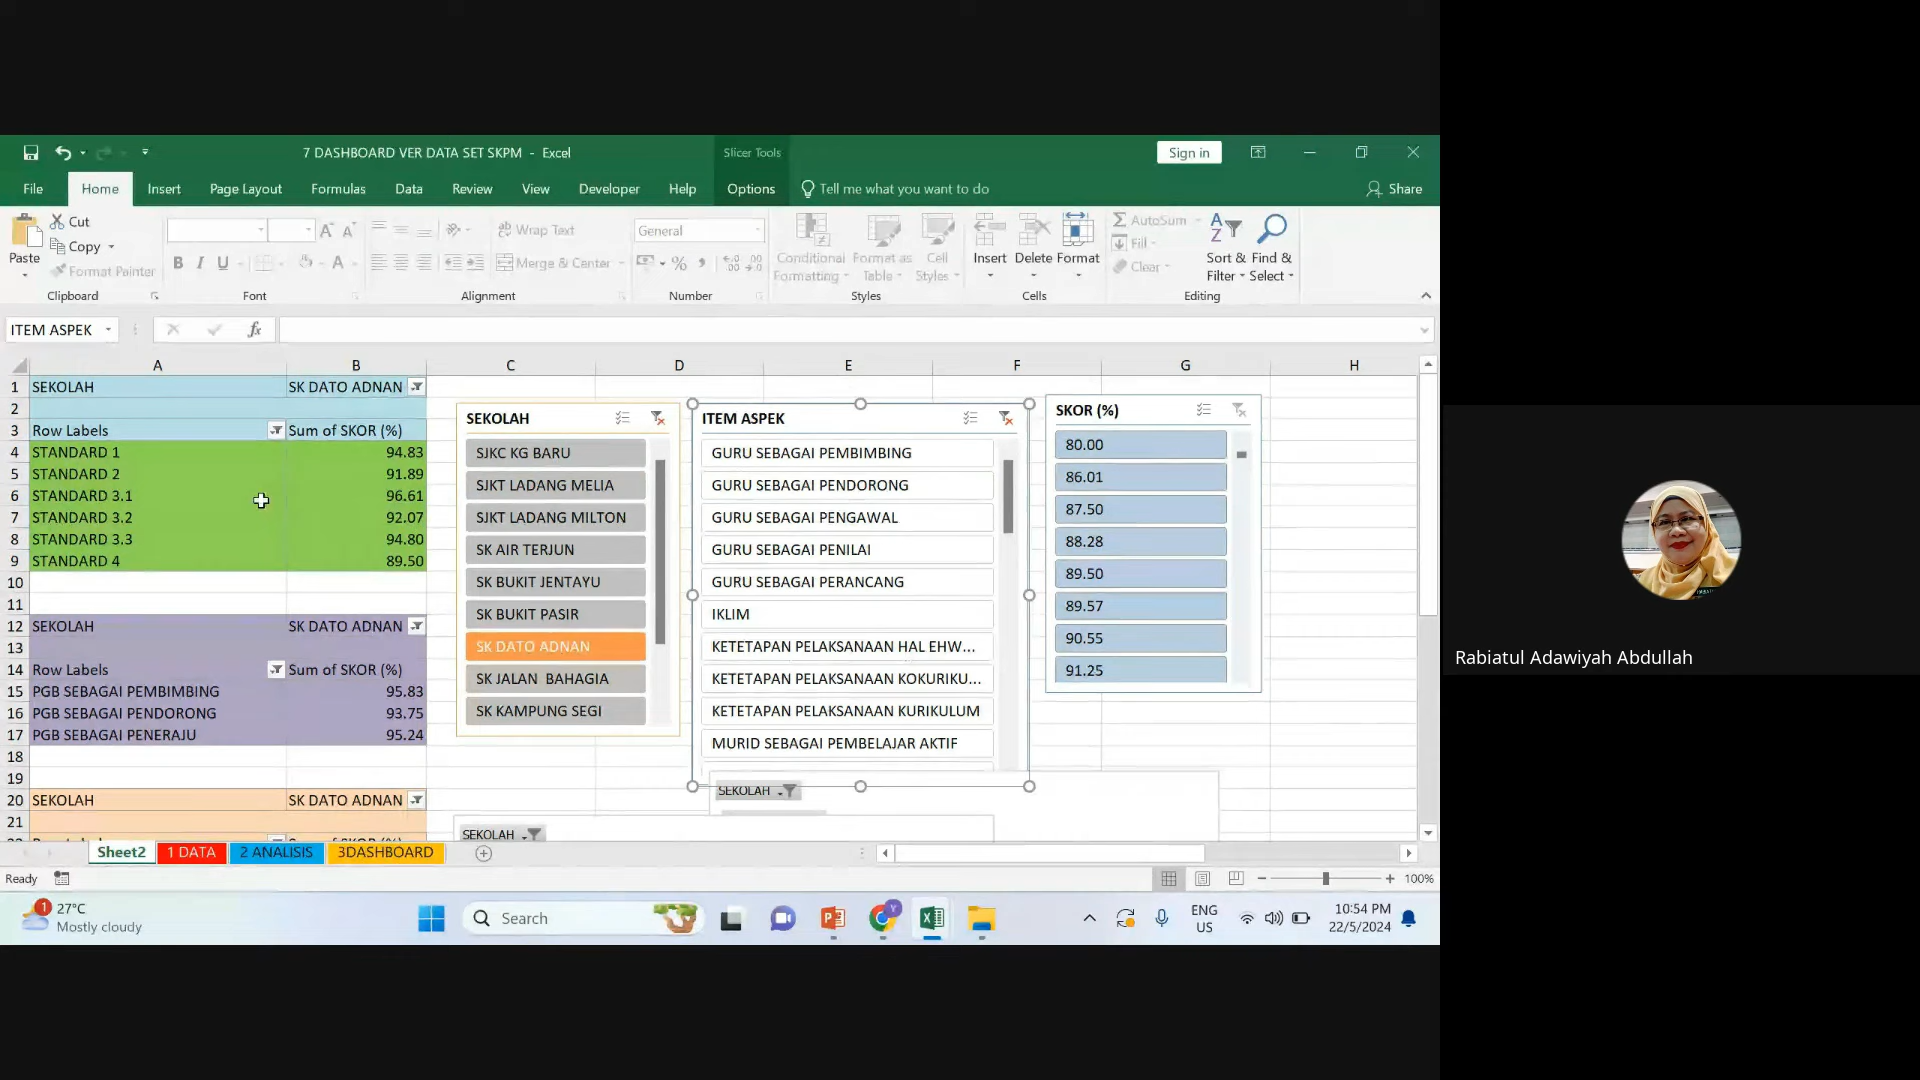 7 DASHBOARD VER DATA SET SKPM - Excel
Slicer Tools
Sign in
File Home Insert Page Layout Formulas Data Review View Developer Help Options Tell me what you want to do Share
Cut
Copy
Format Painter
Paste
Clipboard
B I U
Font
Wrap Text
Merge & Center
Alignment
General
Number
Conditional Formatting
Format as Table
Cell Styles
Styles
Insert Delete Format
Cells
AutoSum
Fill
Clear
Sort & Filter
Find & Select
Editing
ITEM ASPEK
fx
A B C D E F G H
1 SEKOLAH SK DATO ADNAN
2
3 Row Labels Sum of SKOR (%)
4 STANDARD 1 94.83
5 STANDARD 2 91.89
6 STANDARD 3.1 96.61
7 STANDARD 3.2 92.07
8 STANDARD 3.3 94.80
9 STANDARD 4 89.50
10
11
12 SEKOLAH SK DATO ADNAN
13
14 Row Labels Sum of SKOR (%)
15 PGB SEBAGAI PEMBIMBING 95.83
16 PGB SEBAGAI PENDORONG 93.75
17 PGB SEBAGAI PENERAJU 95.24
18
19
20 SEKOLAH SK DATO ADNAN
21
SEKOLAH
SJKC KG BARU
SJKT LADANG MELIA
SJKT LADANG MILTON
SK AIR TERJUN
SK BUKIT JENTAYU
SK BUKIT PASIR
SK DATO ADNAN
SK JALAN  BAHAGIA
SK KAMPUNG SEGI
ITEM ASPEK
GURU SEBAGAI PEMBIMBING
GURU SEBAGAI PENDORONG
GURU SEBAGAI PENGAWAL
GURU SEBAGAI PENILAI
GURU SEBAGAI PERANCANG
IKLIM
KETETAPAN PELAKSANAAN HAL EHW...
KETETAPAN PELAKSANAAN KOKURIKU...
KETETAPAN PELAKSANAAN KURIKULUM
MURID SEBAGAI PEMBELAJAR AKTIF
SKOR (%)
80.00
86.01
87.50
88.28
89.50
89.57
90.55
91.25
SEKOLAH
SEKOLAH
Sheet2 1 DATA 2 ANALISIS 3DASHBOARD
Ready
100%
1
27°C
Mostly cloudy
Search
ENG
US
10:54 PM
22/5/2024
Rabiatul Adawiyah Abdullah